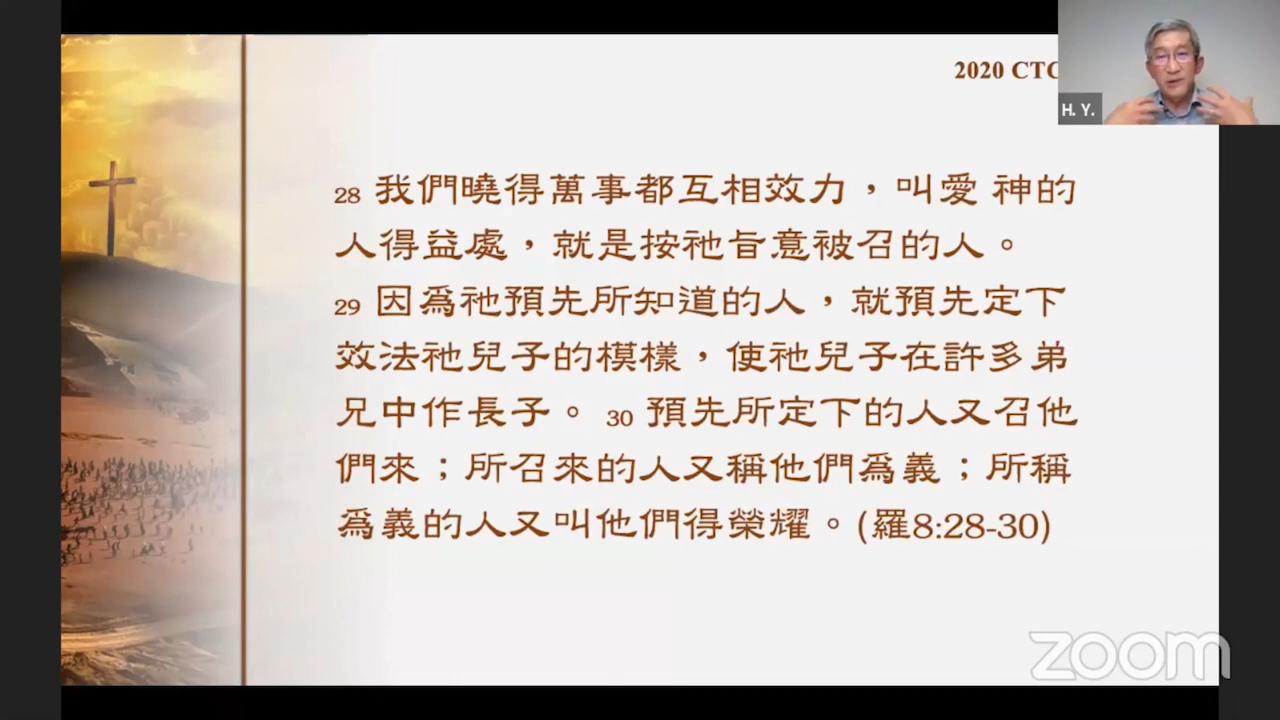 2020 CTC
H. Y.
28 我們曉得萬事都互相效力，叫愛 神的
人得益處，就是按祂旨意被召的人。
29 因為祂預先所知道的人，就預先定下
效法祂兒子的模樣，使祂兒子在許多弟
兄中作長子。 30 預先所定下的人又召他
們來；所召來的人又稱他們為義；所稱
為義的人又叫他們得榮耀。(羅8:28-30)
zoom